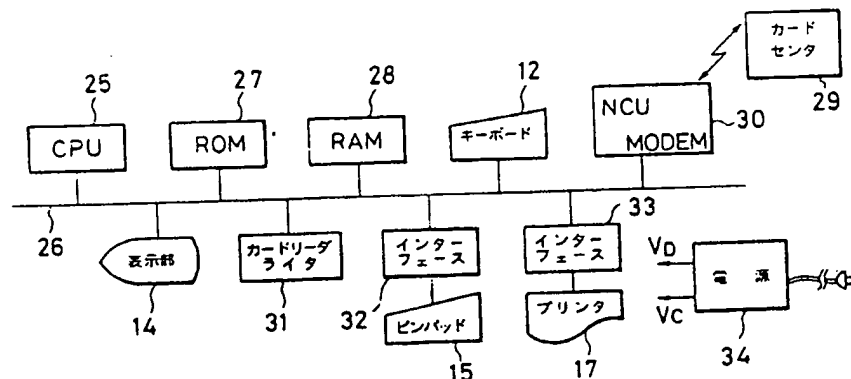 カード
センタ
29
25
27
28
12
CPU
ROM
RAM
キーボード
NCU
MODEM
30
26
表示部
14
カードリーダ
ライタ
31
インター
フェース
32
ピンパッド
15
33
インター
フェース
プリンタ
17
VD
VC
電源
34